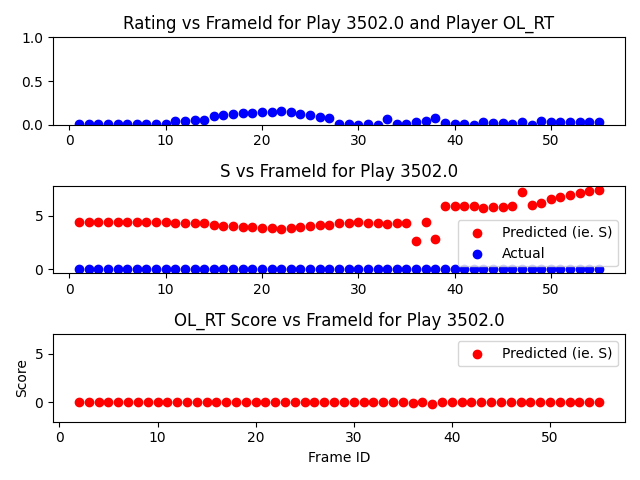 Rating vs FrameId for Play 3502.0 and Player OL_RT
1.0
0.5
0.0
0 10 20 30 40 50
S vs FrameId for Play 3502.0
5
0
Predicted (ie. S)
Actual
0 10 20 30 40 50
OL_RT Score vs FrameId for Play 3502.0
Score
5
0
Predicted (ie. S)
0 10 20 30 40 50
Frame ID